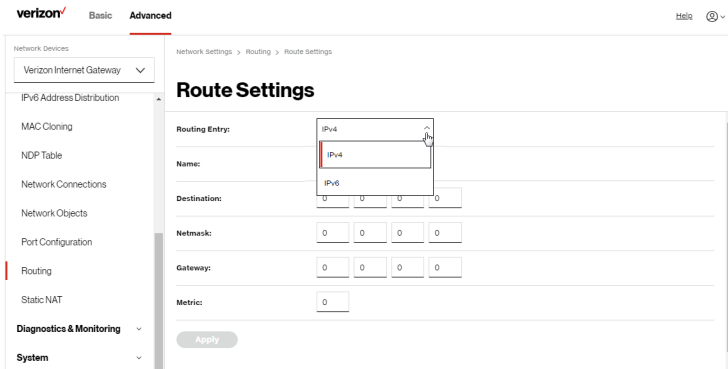 verizon
Basic
Advanced
Help
Network Devices
Verizon Internet Gateway
IPv6 Address Distribution
MAC Cloning
NDP Table
Network Connections
Network Objects
Port Configuration
Routing
Static NAT
Diagnostics & Monitoring
System
Network Settings > Routing > Route Settings
Route Settings
Routing Entry:
IPv4
IPv4
IPv6
Name:
Destination:
0 0 0 0
Netmask:
0 0 0 0
Gateway:
0 0 0 0
Metric:
0
Apply